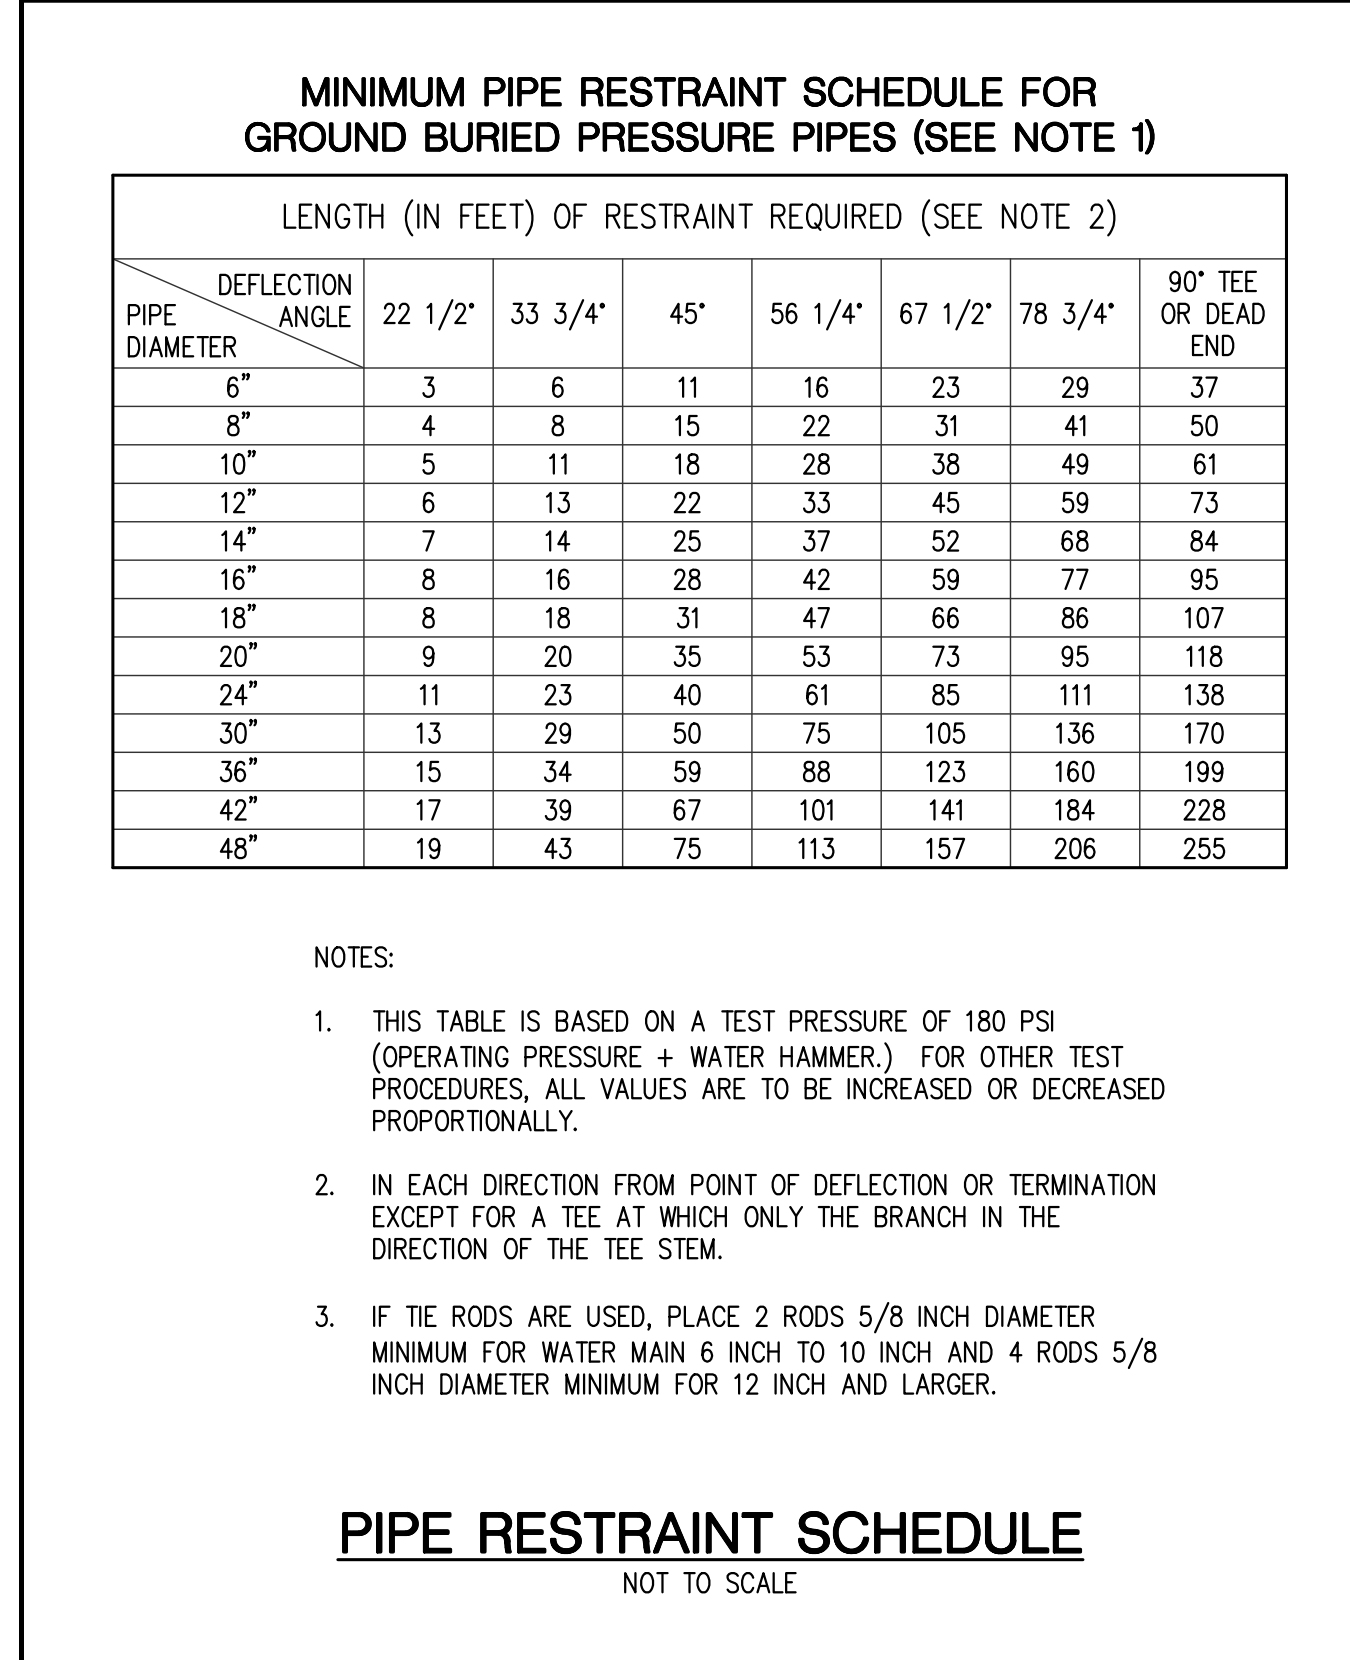 MINIMUM PIPE RESTRAINT SCHEDULE FOR
GROUND BURIED PRESSURE PIPES (SEE NOTE 1)
LENGTH (IN FEET) OF RESTRAINT REQUIRED (SEE NOTE 2)
DEFLECTION ANGLE
PIPE DIAMETER
22 1/2° 33 3/4° 45° 56 1/4° 67 1/2° 78 3/4° 90° TEE OR DEAD END
6" 3 6 11 16 23 29 37
8" 4 8 15 22 31 41 50
10" 5 11 18 28 38 49 61
12" 6 13 22 33 45 59 73
14" 7 14 25 37 52 68 84
16" 8 16 28 42 59 77 95
18" 8 18 31 47 66 86 107
20" 9 20 35 53 73 95 118
24" 11 23 40 61 85 111 138
30" 13 29 50 75 105 136 170
36" 15 34 59 88 123 160 199
42" 17 39 67 101 141 184 228
48" 19 43 75 113 157 206 255
NOTES:
1. THIS TABLE IS BASED ON A TEST PRESSURE OF 180 PSI
(OPERATING PRESSURE + WATER HAMMER.) FOR OTHER TEST
PROCEDURES, ALL VALUES ARE TO BE INCREASED OR DECREASED
PROPORTIONALLY.
2. IN EACH DIRECTION FROM POINT OF DEFLECTION OR TERMINATION
EXCEPT FOR A TEE AT WHICH ONLY THE BRANCH IN THE
DIRECTION OF THE TEE STEM.
3. IF TIE RODS ARE USED, PLACE 2 RODS 5/8 INCH DIAMETER
MINIMUM FOR WATER MAIN 6 INCH TO 10 INCH AND 4 RODS 5/8
INCH DIAMETER MINIMUM FOR 12 INCH AND LARGER.
PIPE RESTRAINT SCHEDULE
NOT TO SCALE